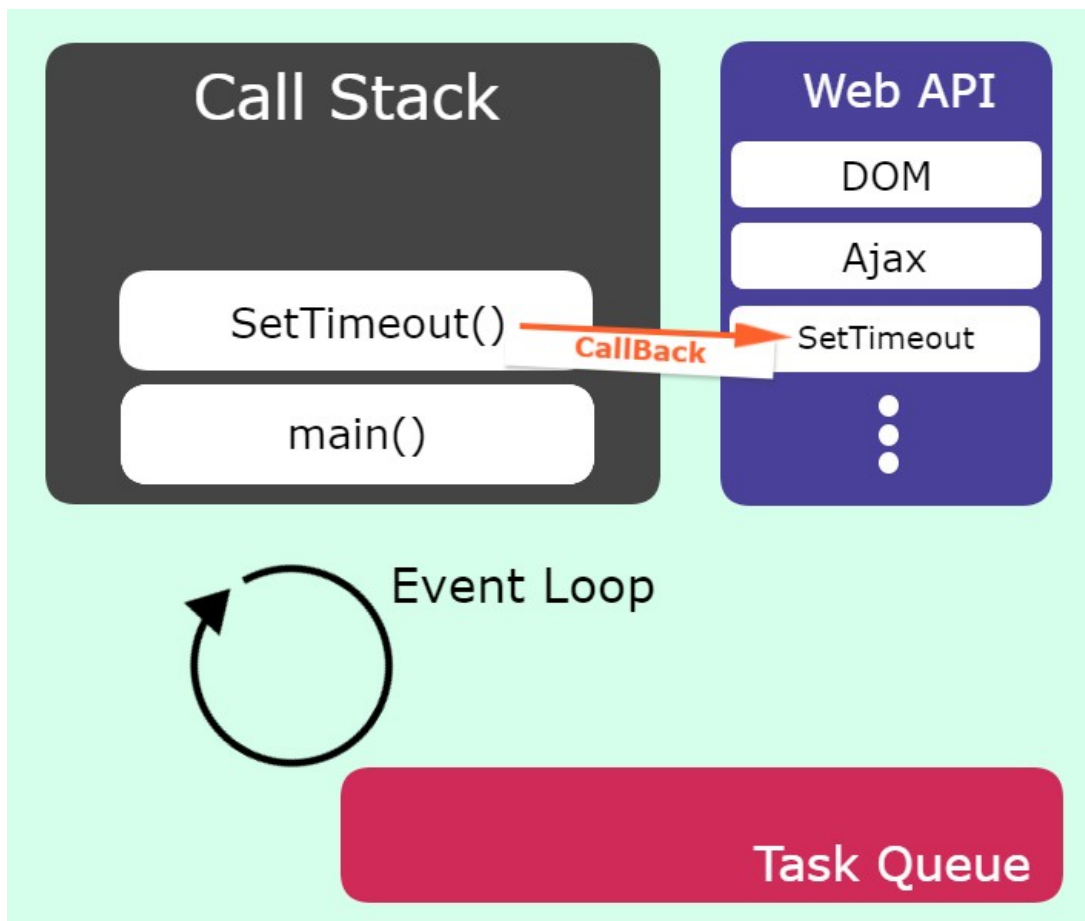 Call Stack
Web API
DOM
Ajax
SetTimeout()
CallBack
SetTimeout
main()
Event Loop
Task Queue